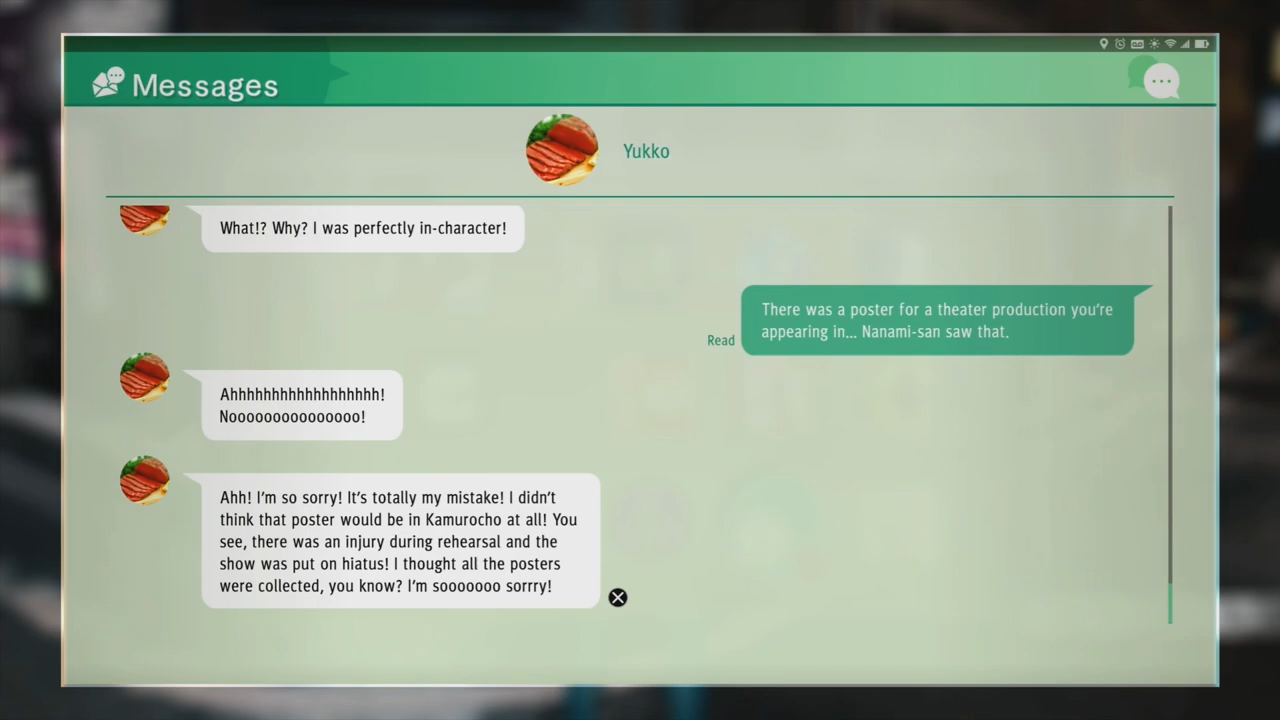 Messages
Yukko
What!? Why? I was perfectly in-character!
There was a poster for a theater production you're
appearing in... Nanami-san saw that.
Read
Ahhhhhhhhhhhhhhhhhh!
Nooooooooooooooo!
Ahh! I'm so sorry! It's totally my mistake! I didn't
think that poster would be in Kamurocho at all! You
see, there was an injury during rehearsal and the
show was put on hiatus! I thought all the posters
were collected, you know? I'm sooooooo sorrry!